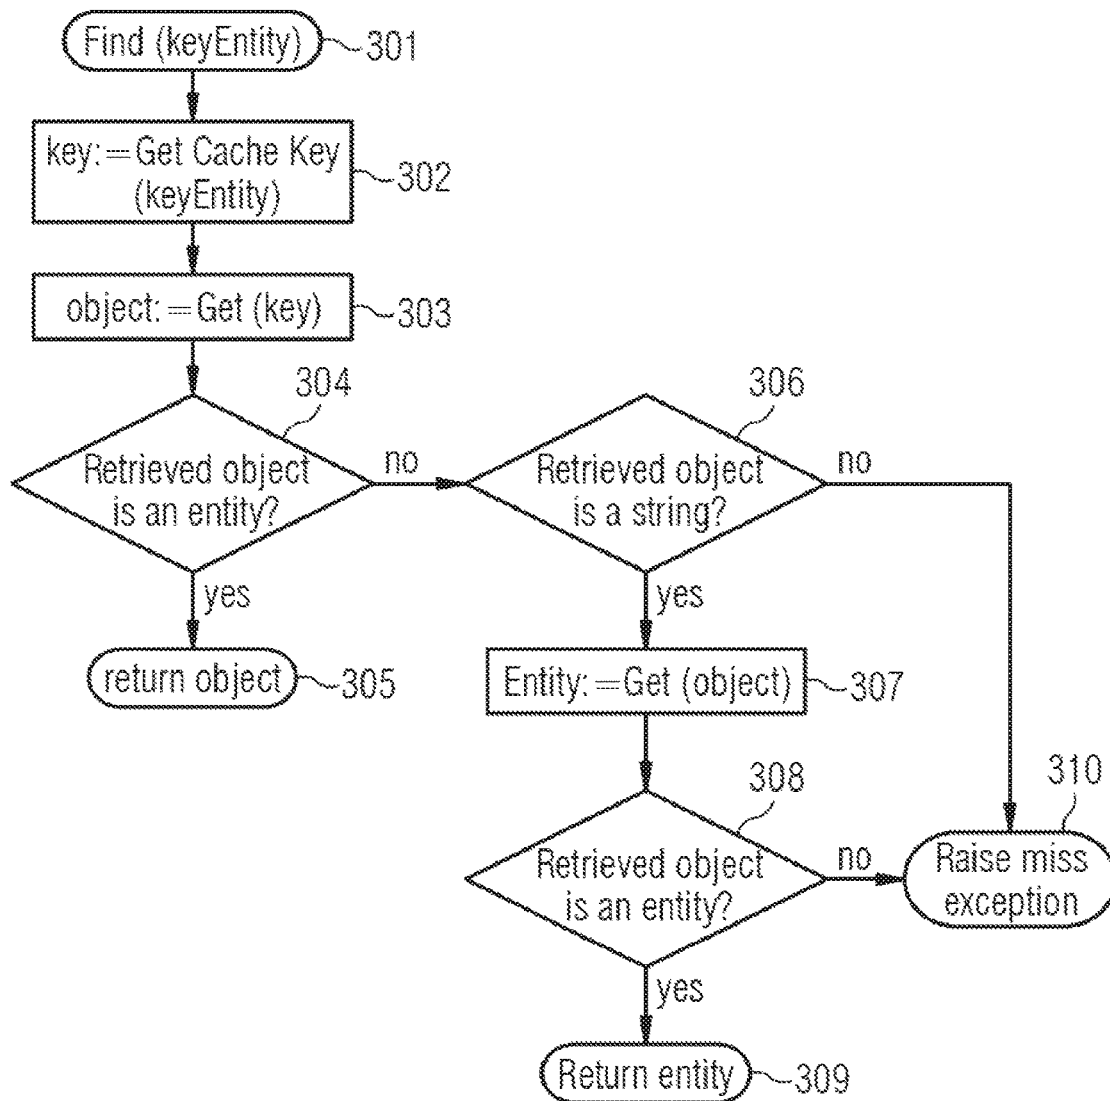 Find (keyEntity)
301
key:=Get Cache Key
(keyEntity)
302
object:=Get (key)
303
304
Retrieved object
is an entity?
no
yes
return object
305
306
Retrieved object
is a string?
no
yes
Entity:=Get (object)
307
308
Retrieved object
is an entity?
no
yes
310
Raise miss
exception
Return entity
309